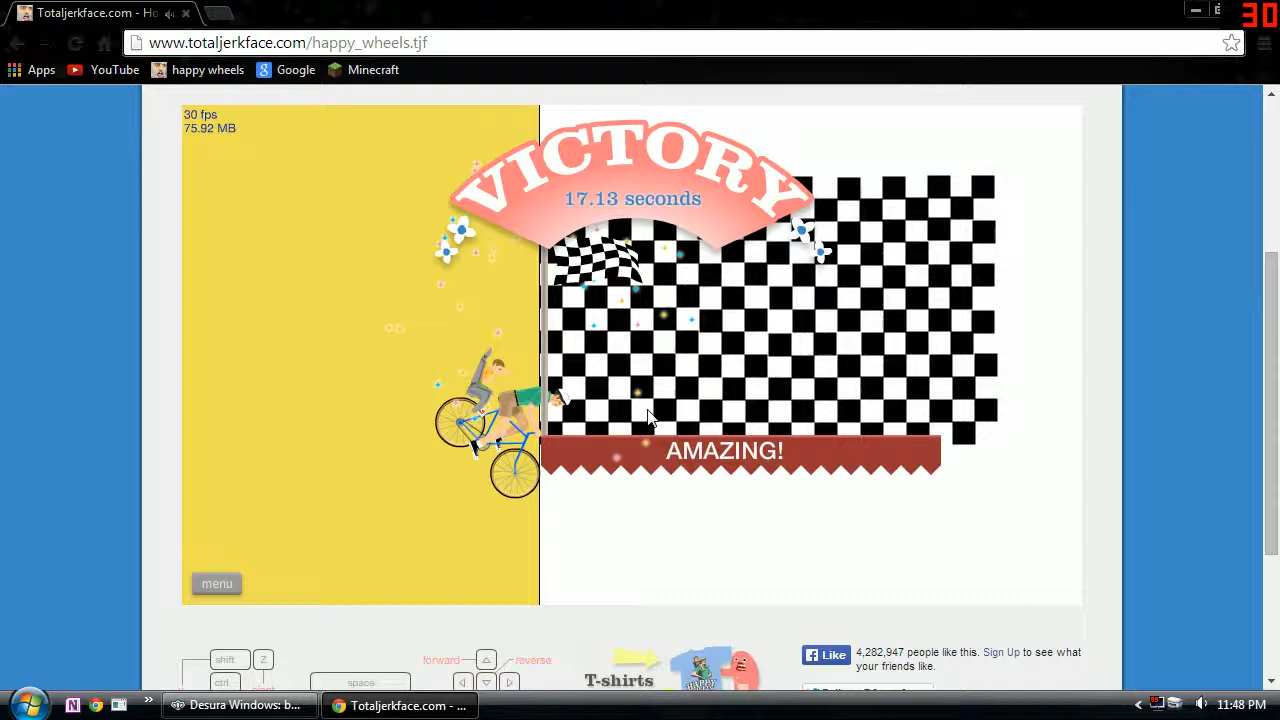 Totaljerkface.com - Ho
30
www.totaljerkface.com/happy_wheels.tjf
Apps YouTube happy wheels Google Minecraft
30 fps
75.92 MB
VICTORY
17.13 seconds
AMAZING!
menu
shift Z forward reverse
ctrl space
T-shirts
Like 4,282,947 people like this. Sign Up to see what
your friends like.
Desura Windows: b... Totaljerkface.com - ... 11:48 PM